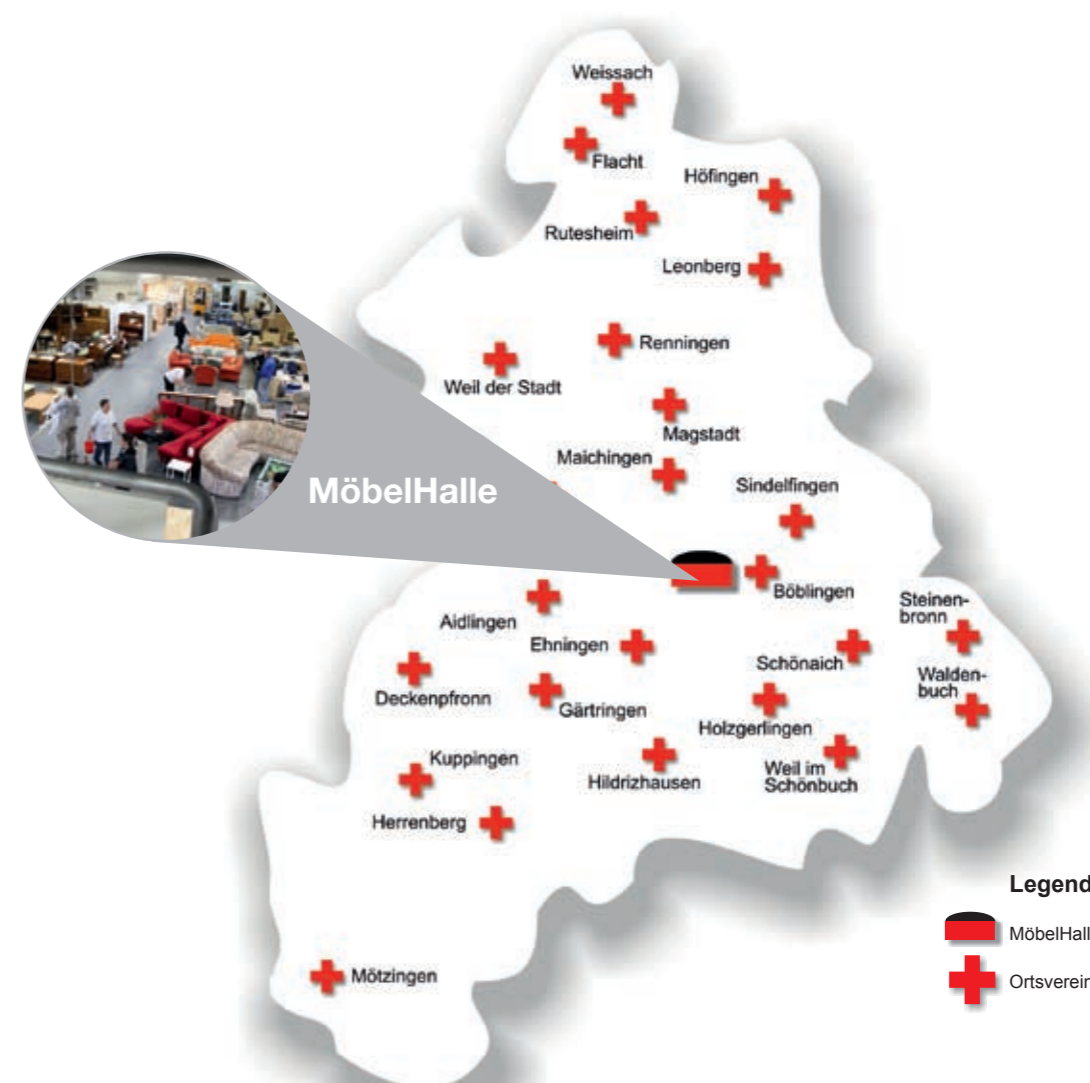 Weissach
Flacht
Höfingen
Rutesheim
Leonberg
Renningen
Weil der Stadt
Magstadt
Maichingen
Sindelfingen
MöbelHalle
Böblingen
Steinen-
bronn
Aidlingen
Ehningen
Schönaich
Walden-
buch
Deckenpfronn
Gärtringen
Holzgerlingen
Kuppingen
Hildrizhausen
Weil im
Schönbuch
Herrenberg
Legend
MöbelHall
Ortsverein
Mötzingen